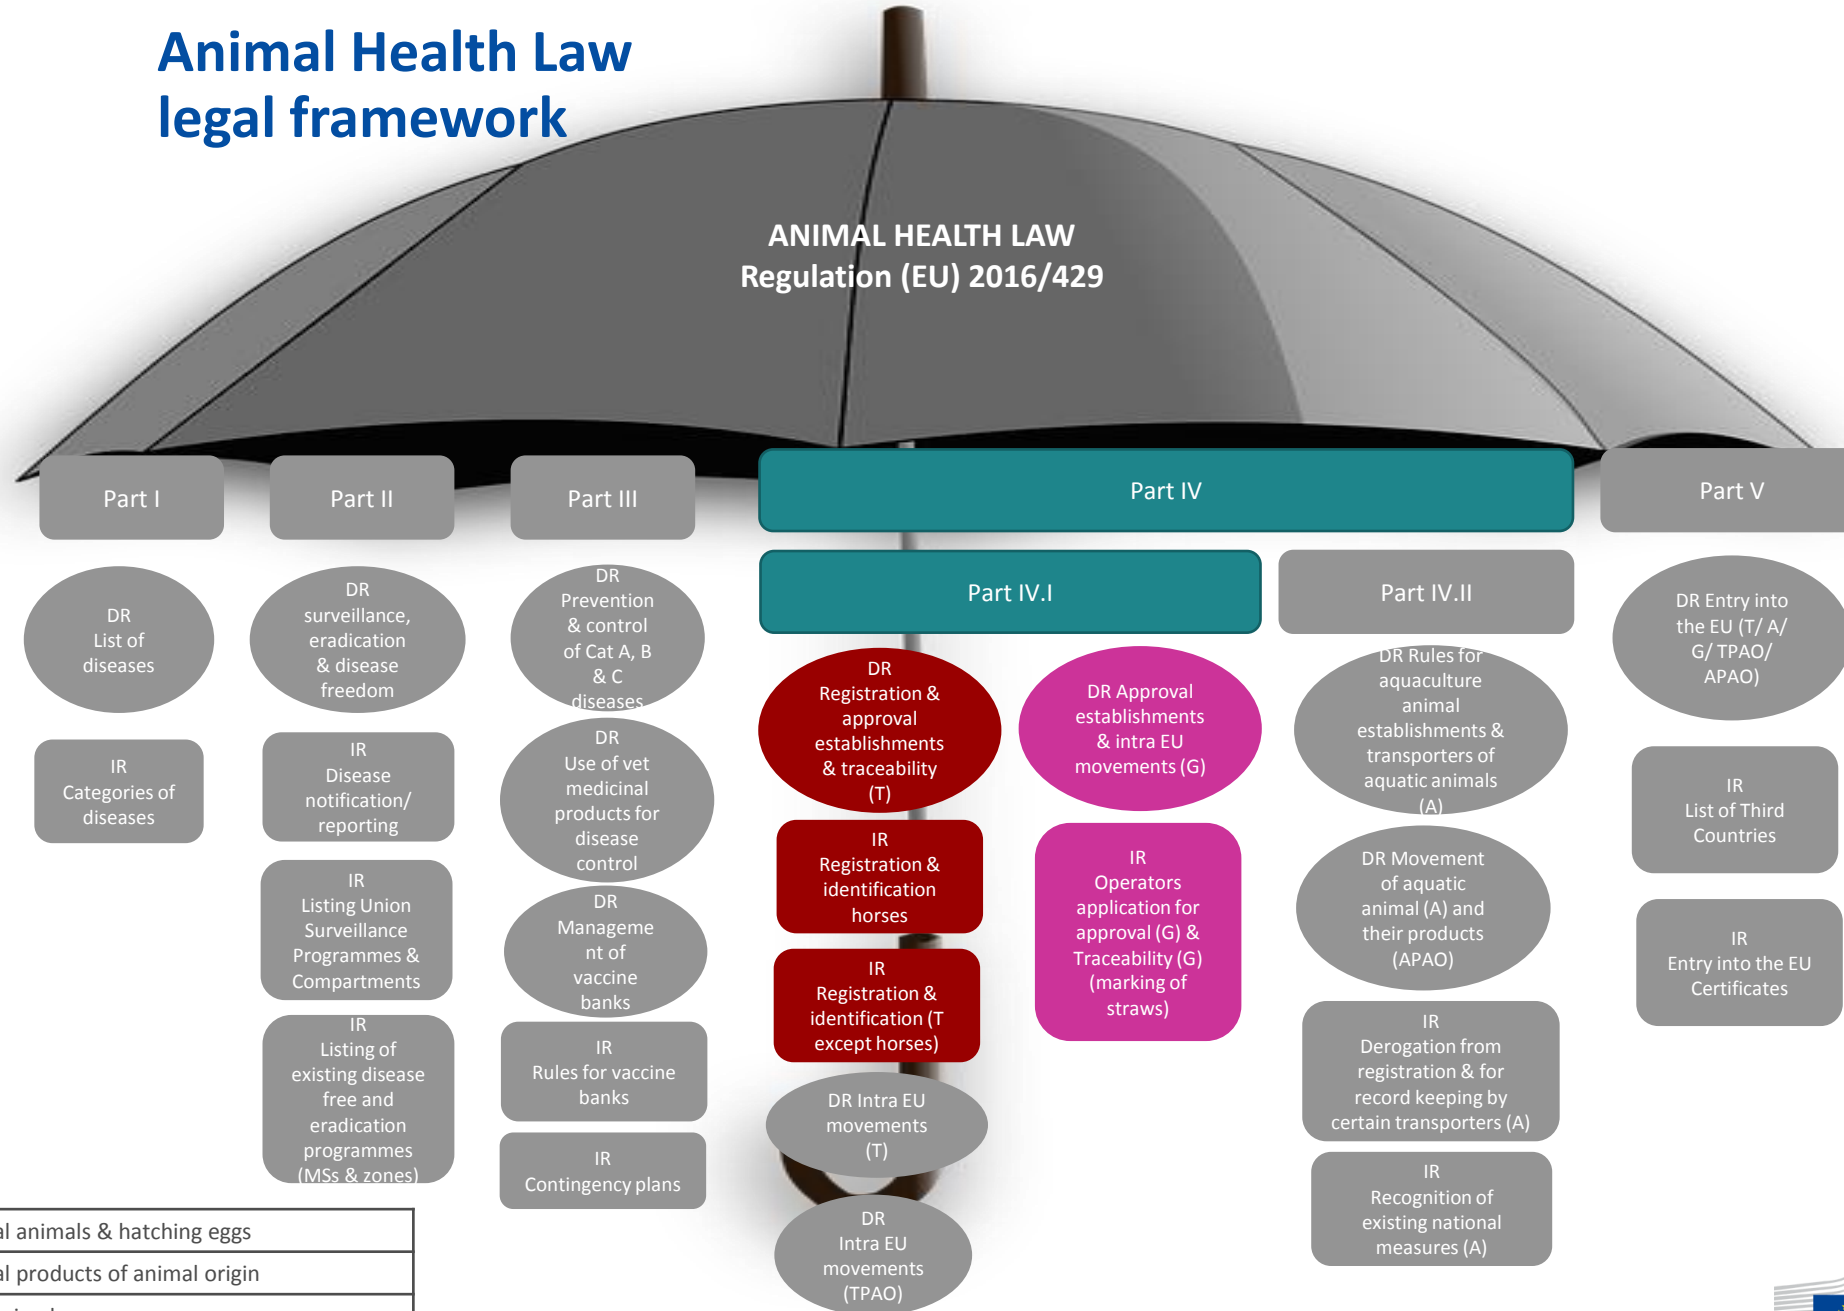 Animal Health Law
legal framework
ANIMAL HEALTH LAW
Regulation (EU) 2016/429
Part I
Part II
Part III
Part IV
Part V
Part IV.I
Part IV.II
DR
List of
diseases
IR
Categories of
diseases
DR
surveillance,
eradication
& disease
freedom
IR
Disease
notification/
reporting
IR
Listing Union
Surveillance
Programmes &
Compartments
IR
Listing of
existing disease
free and
eradication
programmes
(MSs & zones)
DR
Prevention
& control
of Cat A, B
& C
diseases
DR
Use of vet
medicinal
products for
disease
control
DR
Manageme
nt of
vaccine
banks
IR
Rules for vaccine
banks
IR
Contingency plans
DR
Registration &
approval
establishments
& traceability
(T)
IR
Registration &
identification
horses
IR
Registration &
identification (T
except horses)
DR Intra EU
movements
(T)
DR
Intra EU
movements
(TPAO)
DR Approval
establishments
& intra EU
movements (G)
IR
Operators
application for
approval (G) &
Traceability (G)
(marking of
straws)
DR Rules for
aquaculture
animal
establishments &
transporters of
aquatic animals
(A)
DR Movement
of aquatic
animal (A) and
their products
(APAO)
IR
Derogation from
registration & for
record keeping by
certain transporters (A)
IR
Recognition of
existing national
measures (A)
DR Entry into
the EU (T/ A/
G/ TPAO/
APAO)
IR
List of Third
Countries
IR
Entry into the EU
Certificates
al animals & hatching eggs
al products of animal origin